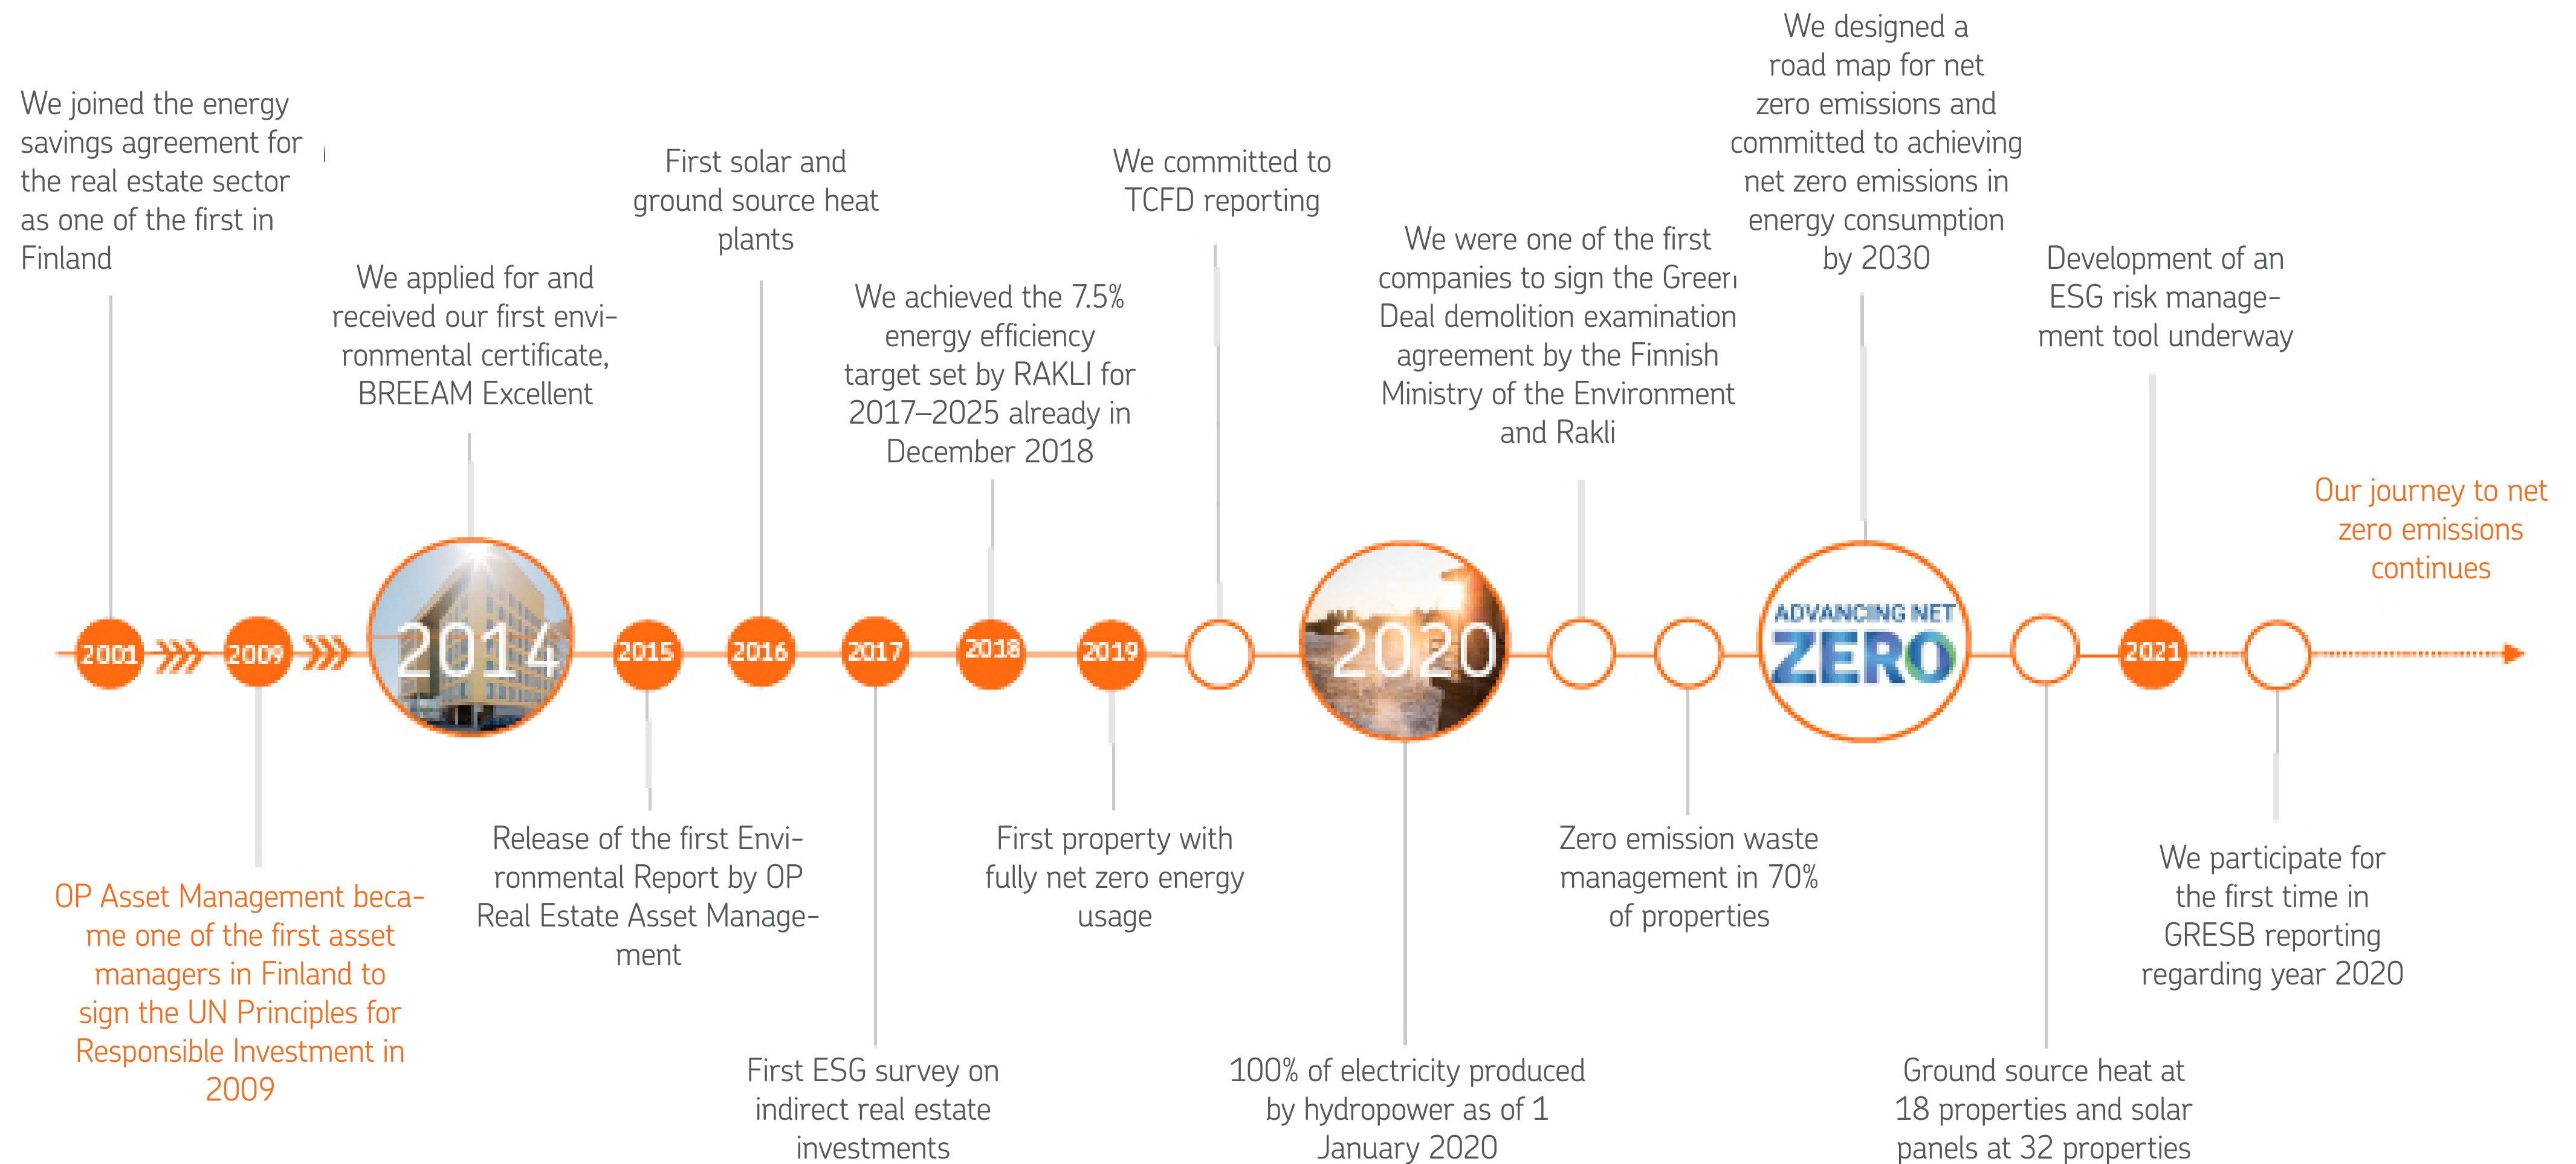 We joined the energy
savings agreement for
the real estate sector
as one of the first in
Finland
We applied for and
received our first envi-
ronmental certificate,
BREEAM Excellent
First solar and
ground source heat
plants
We achieved the 7.5%
energy efficiency
target set by RAKLI for
2017–2025 already in
December 2018
We committed to
TCFD reporting
We were one of the first
companies to sign the Green
Deal demolition examination
agreement by the Finnish
Ministry of the Environment
and Rakli
We designed a
road map for net
zero emissions and
committed to achieving
net zero emissions in
energy consumption
by 2030
Development of an
ESG risk manage-
ment tool underway
Our journey to net
zero emissions
continues
2001
2009
2014
2015
2016
2017
2018
2019
2020
ADVANCING NET
ZERO
2021
OP Asset Management beca-
me one of the first asset
managers in Finland to
sign the UN Principles for
Responsible Investment in
2009
Release of the first Envi-
ronmental Report by OP
Real Estate Asset Manage-
ment
First ESG survey on
indirect real estate
investments
First property with
fully net zero energy
usage
100% of electricity produced
by hydropower as of 1
January 2020
Zero emission waste
management in 70%
of properties
Ground source heat at
18 properties and solar
panels at 32 properties
We participate for
the first time in
GRESB reporting
regarding year 2020